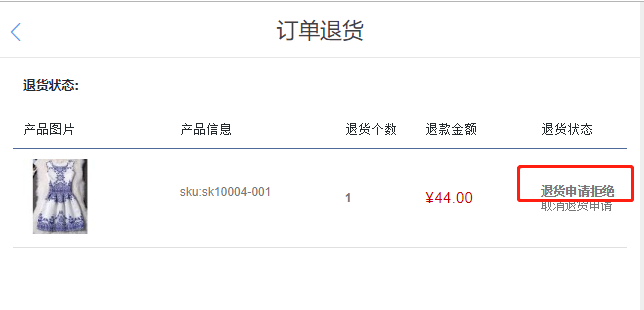 订单退货
退货状态:
产品图片 产品信息 退货个数 退款金额 退货状态
sku:sk10004-001 1 ¥44.00 退货申请拒绝
取消退货申请